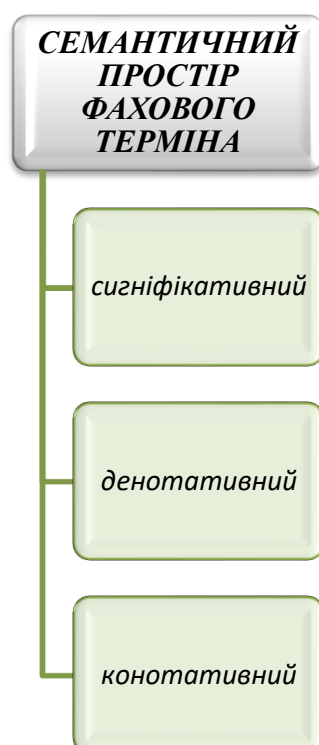 СЕМАНТИЧНИЙ
ПРОСТІР
ФАХОВОГО
ТЕРМІНА
сигніфікативний
денотативний
конотативний